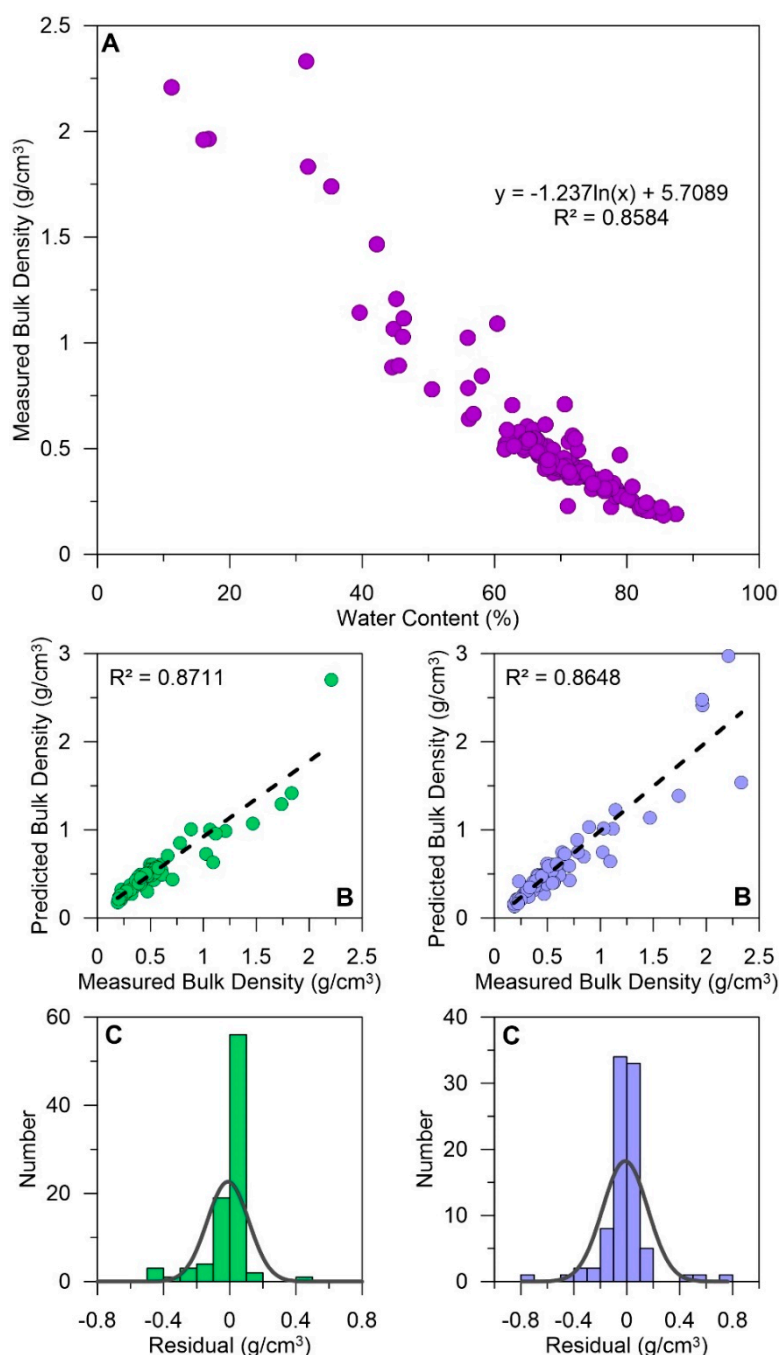 A
2.5
2
1.5
1
0.5
0
Measured Bulk Density (g/cm³)
y = -1.237ln(x) + 5.7089
R² = 0.8584
0 20 40 60 80 100
Water Content (%)
3
2
1
0
Predicted Bulk Density (g/cm³)
R² = 0.8711
B
0 0.5 1 1.5 2 2.5
Measured Bulk Density (g/cm³)
3
2
1
0
Predicted Bulk Density (g/cm³)
R² = 0.8648
B
0 0.5 1 1.5 2 2.5
Measured Bulk Density (g/cm³)
C
60
40
20
0
Number
-0.8 -0.4 0 0.4 0.8
Residual (g/cm³)
C
40
30
20
10
0
Number
-0.8 -0.4 0 0.4 0.8
Residual (g/cm³)